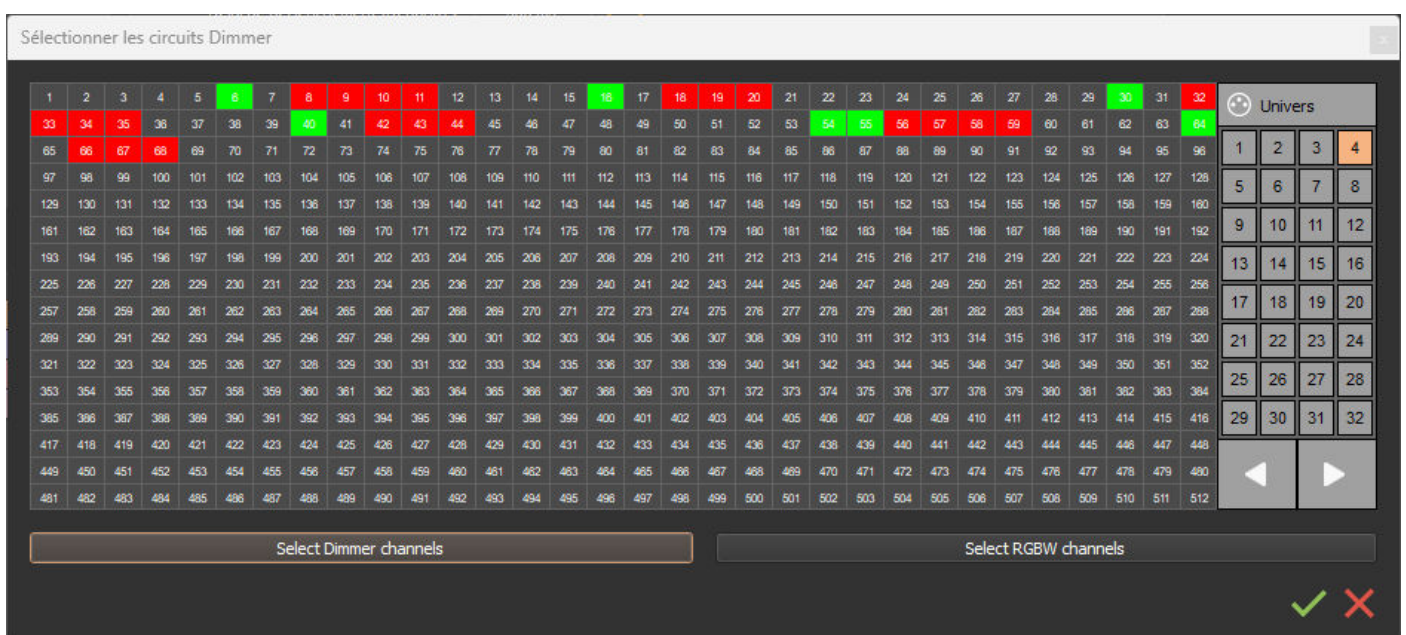 Sélectionner les circuits Dimmer
1 2 3 4 5 6 7 8 9 10 11 12 13 14 15 16 17 18 19 20 21 22 23 24 25 26 27 28 29 30 31 32
33 34 35 36 37 38 39 40 41 42 43 44 45 46 47 48 49 50 51 52 53 54 55 56 57 58 59 60 61 62 63 64
65 66 67 68 69 70 71 72 73 74 75 76 77 78 79 80 81 82 83 84 85 86 87 88 89 90 91 92 93 94 95 96
97 98 99 100 101 102 103 104 105 106 107 108 109 110 111 112 113 114 115 116 117 118 119 120 121 122 123 124 125 126 127 128
129 130 131 132 133 134 135 136 137 138 139 140 141 142 143 144 145 146 147 148 149 150 151 152 153 154 155 156 157 158 159 160
161 162 163 164 165 166 167 168 169 170 171 172 173 174 175 176 177 178 179 180 181 182 183 184 185 186 187 188 189 190 191 192
193 194 195 196 197 198 199 200 201 202 203 204 205 206 207 208 209 210 211 212 213 214 215 216 217 218 219 220 221 222 223 224
225 226 227 228 229 230 231 232 233 234 235 236 237 238 239 240 241 242 243 244 245 246 247 248 249 250 251 252 253 254 255 256
257 258 259 260 261 262 263 264 265 266 267 268 269 270 271 272 273 274 275 276 277 278 279 280 281 282 283 284 285 286 287 288
289 290 291 292 293 294 295 296 297 298 299 300 301 302 303 304 305 306 307 308 309 310 311 312 313 314 315 316 317 318 319 320
321 322 323 324 325 326 327 328 329 330 331 332 333 334 335 336 337 338 339 340 341 342 343 344 345 346 347 348 349 350 351 352
353 354 355 356 357 358 359 360 361 362 363 364 365 366 367 368 369 370 371 372 373 374 375 376 377 378 379 380 381 382 383 384
385 386 387 388 389 390 391 392 393 394 395 396 397 398 399 400 401 402 403 404 405 406 407 408 409 410 411 412 413 414 415 416
417 418 419 420 421 422 423 424 425 426 427 428 429 430 431 432 433 434 435 436 437 438 439 440 441 442 443 444 445 446 447 448
449 450 451 452 453 454 455 456 457 458 459 460 461 462 463 464 465 466 467 468 469 470 471 472 473 474 475 476 477 478 479 480
481 482 483 484 485 486 487 488 489 490 491 492 493 494 495 496 497 498 499 500 501 502 503 504 505 506 507 508 509 510 511 512
Univers
1 2 3 4
5 6 7 8
9 10 11 12
13 14 15 16
17 18 19 20
21 22 23 24
25 26 27 28
29 30 31 32
Select Dimmer channels
Select RGBW channels